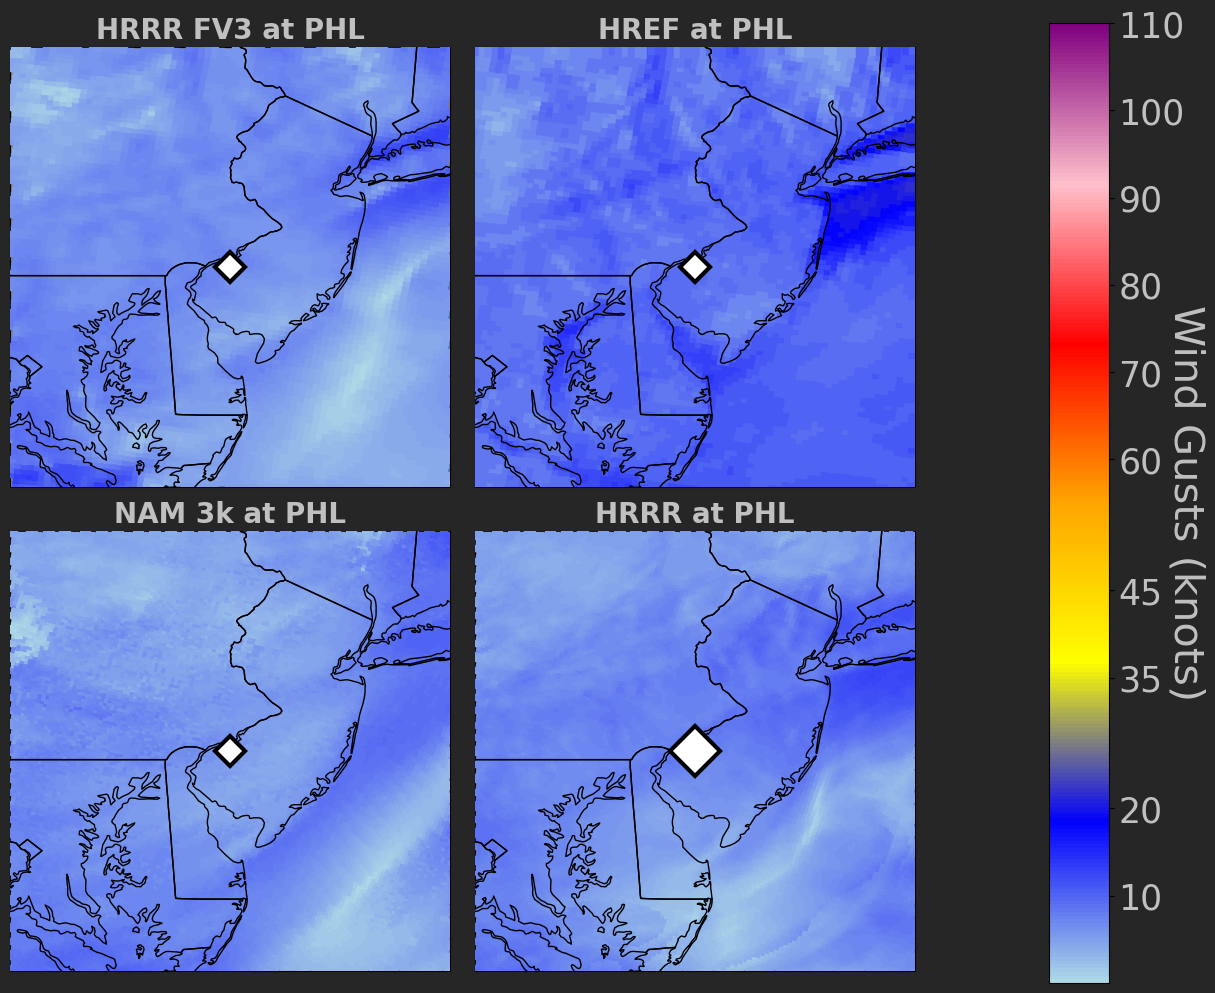 HRRR FV3 at PHL
HREF at PHL
NAM 3k at PHL
HRRR at PHL
110
100
90
80
70
60
45
35
20
10
Wind Gusts (knots)